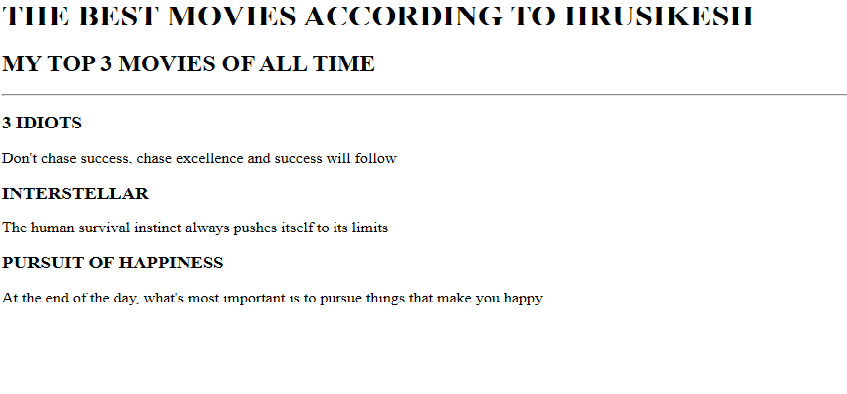 THE BEST MOVIES ACCORDING TO HRUSIKESH
MY TOP 3 MOVIES OF ALL TIME
3 IDIOTS
Don't chase success, chase excellence and success will follow
INTERSTELLAR
The human survival instinct always pushes itself to its limits
PURSUIT OF HAPPINESS
At the end of the day, what's most important is to pursue things that make you happy